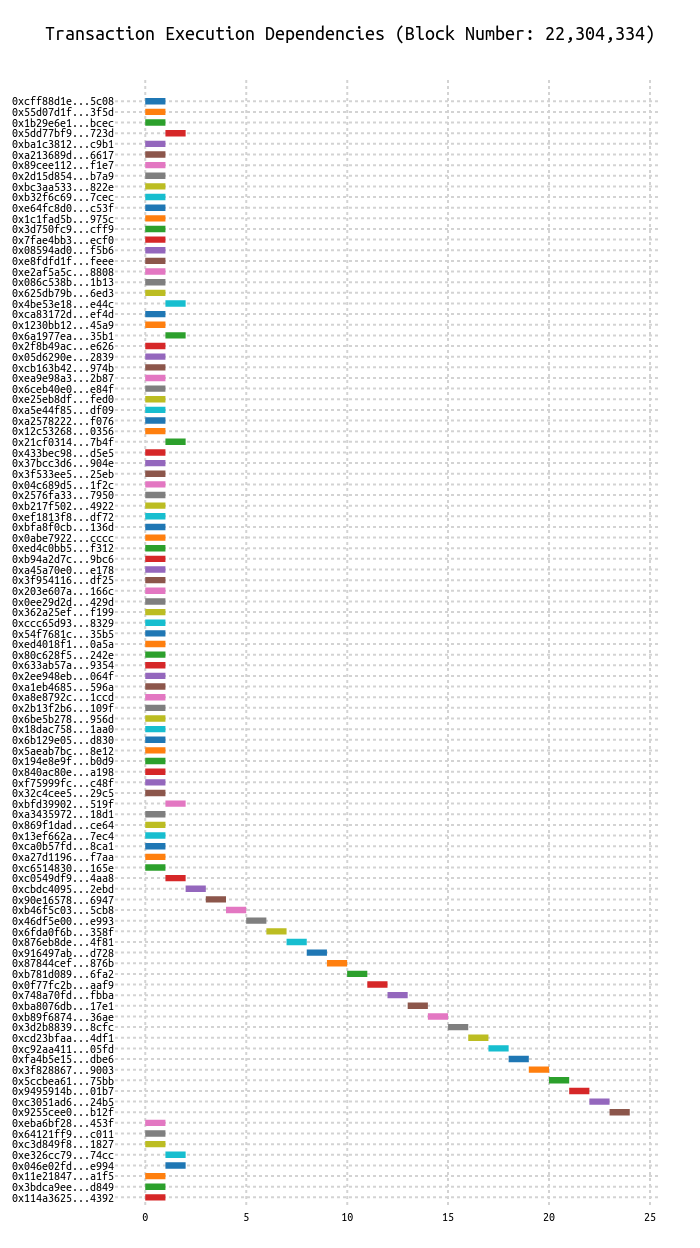 Transaction Execution Dependencies (Block Number: 22,304,334)
0xcff88d1e...5c08
0x55d07d1f...3f5d
0x1b29e6e1...bcec
0x5dd77bf9...723d
0xba1c3812...c9b1
0xa213689d...6617
0x89cee112...f1e7
0x2d15d854...b7a9
0xbc3aa533...822e
0xb32f6c69...7cec
0xe64fc8d0...c53f
0x1c1fad5b...975c
0x3d750fc9...cff9
0x7fae4bb3...ecf0
0x08594ad0...f5b6
0xe8fdfd1f...feee
0xe2af5a5c...8808
0x086c538b...1b13
0x625db79b...6ed3
0x4be53e18...e44c
0xca83172d...ef4d
0x1230bb12...45a9
0x6a1977ea...35b1
0x2f8b49ac...e626
0x05d6290e...2839
0xcb163b42...974b
0xea9e98a3...2b87
0x6ceb40e0...e84f
0xe25eb8df...fed0
0xa5e44f85...df09
0xa2578222...f076
0x12c53268...0356
0x21cf0314...7b4f
0x433bec98...d5e5
0x37bcc3d6...904e
0x3f533ee5...25eb
0x04c689d5...1f2c
0x2576fa33...7950
0xb217f502...4922
0xef1813f8...df72
0xbfa8f0cb...136d
0x0abe7922...cccc
0xed4c0bb5...f312
0xb94a2d7c...9bc6
0xa45a70e0...e178
0x3f954116...df25
0x203e607a...166c
0x0ee29d2d...429d
0x362a25ef...f199
0xccc65d93...8329
0x54f7681c...35b5
0xed4018f1...0a5a
0x80c628f5...242e
0x633ab57a...9354
0x2ee948eb...064f
0xa1eb4685...596a
0xa8e8792c...1ccd
0x2b13f2b6...109f
0x6be5b278...956d
0x18dac758...1aa0
0x6b129e05...d830
0x5aeab7bc...8e12
0x194e8e9f...b0d9
0x840ac80e...a198
0xf75999fc...c48f
0x32c4cee5...29c5
0xbfd39902...519f
0xa3435972...18d1
0x869f1dad...ce64
0x13ef662a...7ec4
0xca0b57fd...8ca1
0xa27d1196...f7aa
0xc6514830...165e
0xc0549df9...4aa8
0xcbdc4095...2ebd
0x90e16578...6947
0xb46f5c03...5cb8
0x46df5e00...e993
0x6fda0f6b...358f
0x876eb8de...4f81
0x916497ab...d728
0x87844cef...876b
0xb781d089...6fa2
0x0f77fc2b...aaf9
0x748a70fd...fbba
0xba8076db...17e1
0xb89f6874...36ae
0x3d2b8839...8cfc
0xcd23bfaa...4df1
0xc92aa411...05fd
0xfa4b5e15...dbe6
0x3f828867...9003
0x5ccbea61...75bb
0x9495914b...01b7
0xc3051ad6...24b5
0x9255cee0...b12f
0xeba6bf28...453f
0x64121ff9...c011
0xc3d849f8...1827
0xe326cc79...74cc
0x046e02fd...e994
0x11e21847...a1f5
0x3bdca9ee...d849
0x114a3625...4392
0 5 10 15 20 25